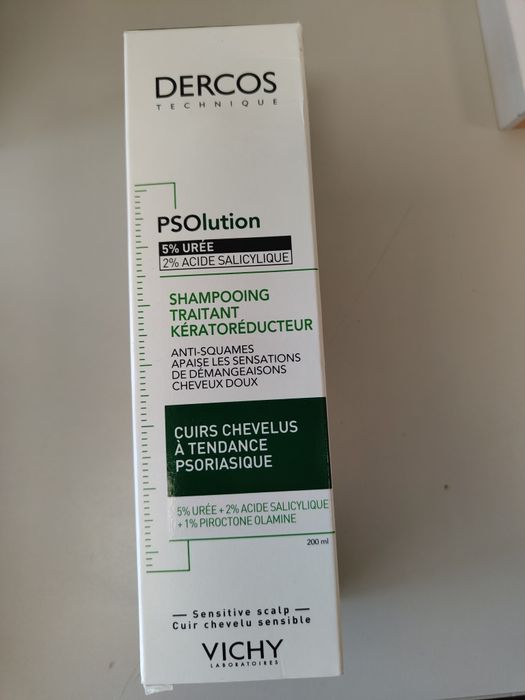 DERCOS
TECHNIQUE
PSOlution
5% URÉE
2% ACIDE SALICYLIQUE
SHAMPOOING
TRAITANT
KÉRATORÉDUCTEUR
ANTI-SQUAMES
APAISE LES SENSATIONS
DE DÉMANGEAISONS
CHEVEUX DOUX
CUIRS CHEVELUS
À TENDANCE
PSORIASIQUE
5% URÉE + 2% ACIDE SALICYLIQUE
+ 1% PIROCTONE OLAMINE
200 ml
— Sensitive scalp —
Cuir chevelu sensible
VICHY
LABORATOIRES